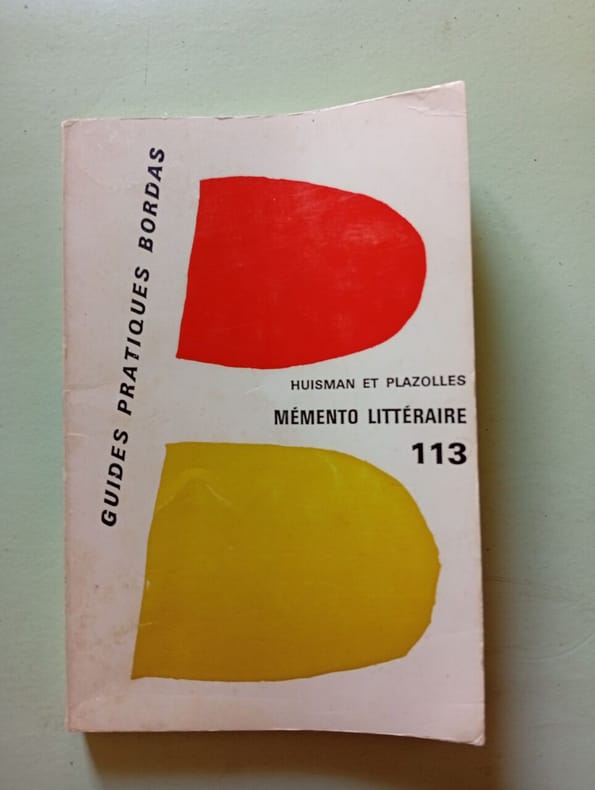 GUIDES PRATIQUES BORDAS
HUISMAN ET PLAZOLLES
MÉMENTO LITTÉRAIRE
113